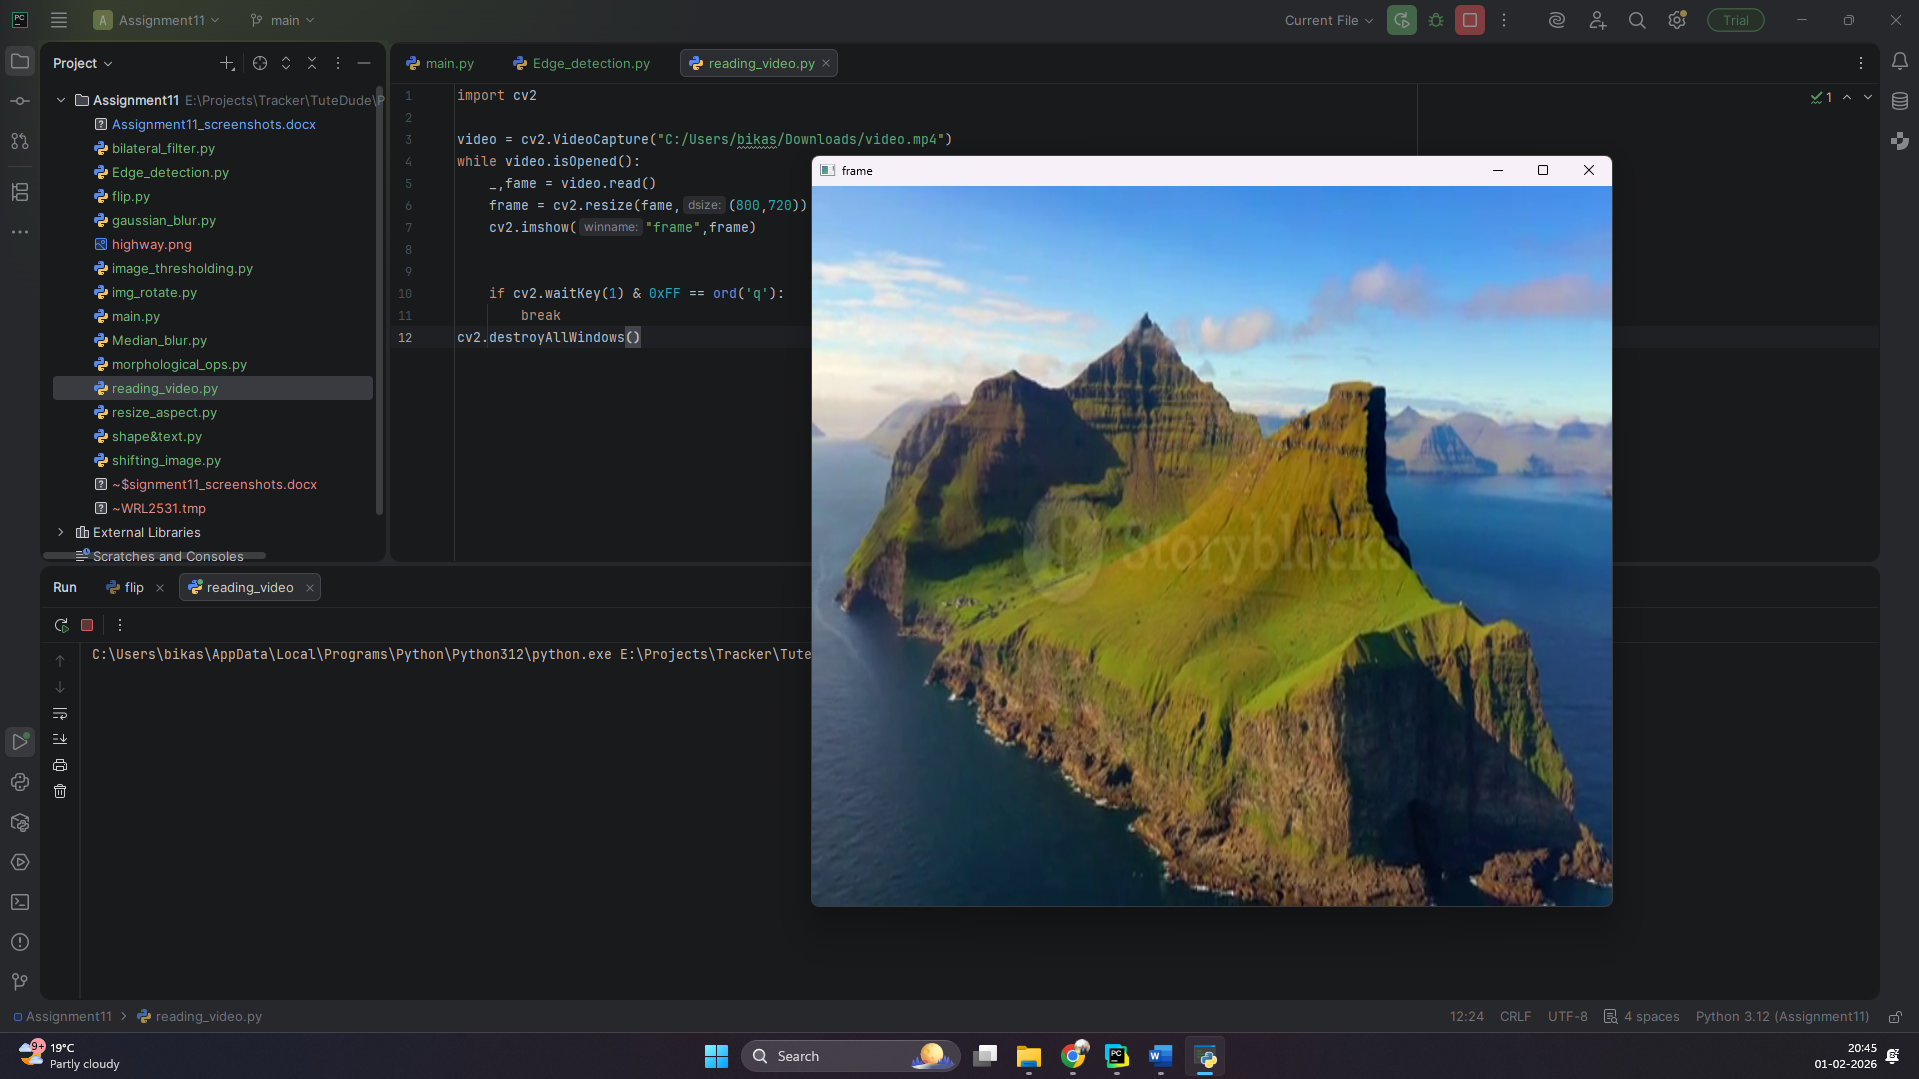 PC
A Assignment11
main
Current File
Trial
Project
main.py
Edge_detection.py
reading_video.py
Assignment11 E:\Projects\Tracker\TuteDude\P
Assignment11_screenshots.docx
bilateral_filter.py
Edge_detection.py
flip.py
gaussian_blur.py
highway.png
image_thresholding.py
img_rotate.py
main.py
Median_blur.py
morphological_ops.py
reading_video.py
resize_aspect.py
shape&text.py
shifting_image.py
~$signment11_screenshots.docx
~WRL2531.tmp
External Libraries
Scratches and Consoles
1 import cv2
2
3 video = cv2.VideoCapture("C:/Users/bikas/Downloads/video.mp4")
4 while video.isOpened():
5 _,fame = video.read()
6 frame = cv2.resize(fame, dsize: (800,720))
7 cv2.imshow( winname: "frame",frame)
8
9
10 if cv2.waitKey(1) & 0xFF == ord('q'):
11 break
12 cv2.destroyAllWindows()
1
frame
Storyblocks
Run
flip
reading_video
C:\Users\bikas\AppData\Local\Programs\Python\Python312\python.exe E:\Projects\Tracker\Tute
Assignment11 > reading_video.py
12:24 CRLF UTF-8 4 spaces Python 3.12 (Assignment11)
9+
19°C
Partly cloudy
Search
PC
W
20:45
01-02-2026